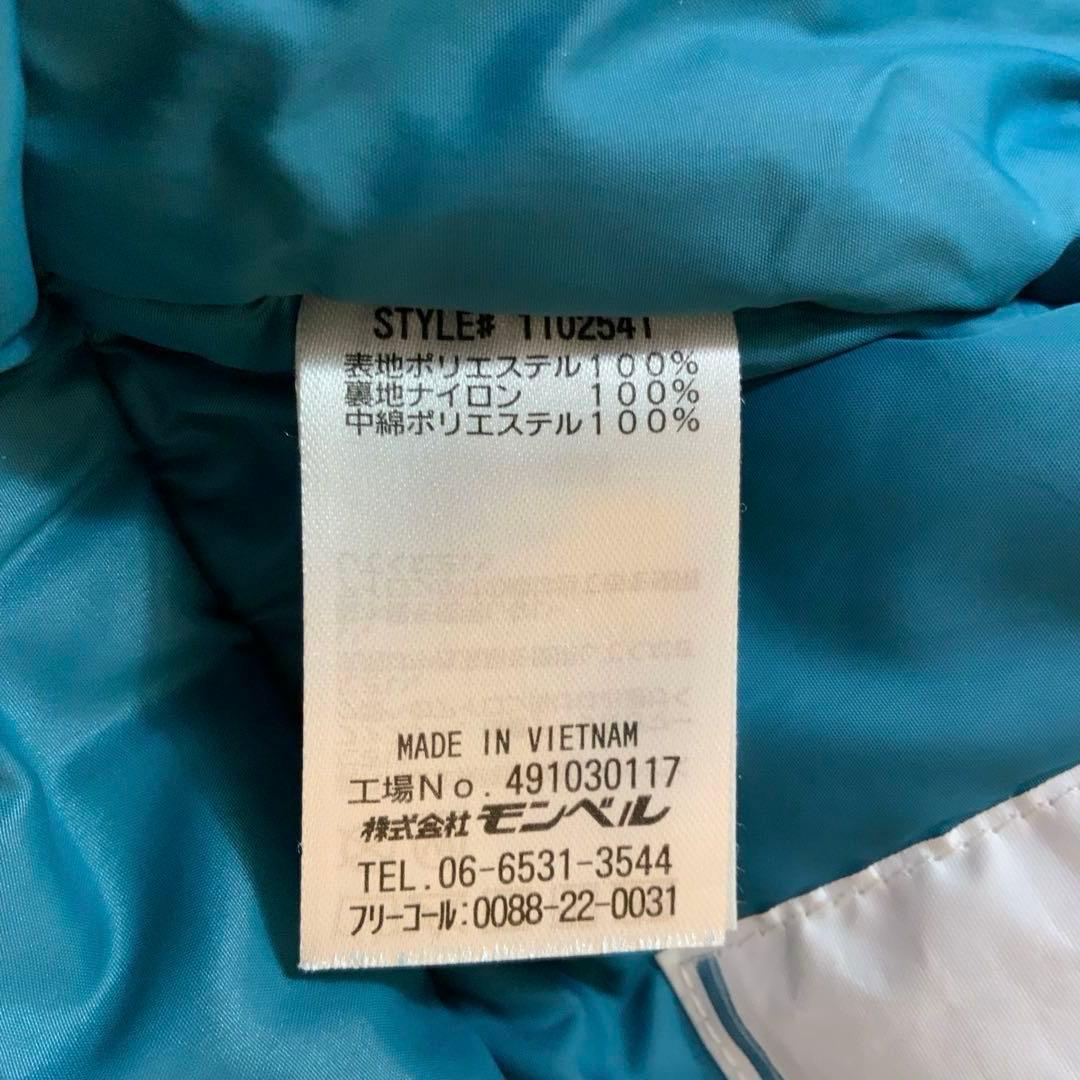 STYLE# 1102541
表地ポリエステル100%
裏地ナイロン 100%
中綿ポリエステル100%
MADE IN VIETNAM
工場No.491030117
株式会社モンベル
TEL.06-6531-3544
フリーコール:0088-22-0031